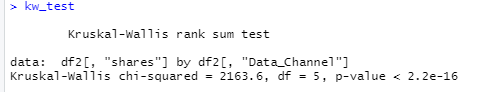 > kw_test
Kruskal-Wallis rank sum test
data:  df2[, "shares"] by df2[, "Data_Channel"]
Kruskal-Wallis chi-squared = 2163.6, df = 5, p-value < 2.2e-16